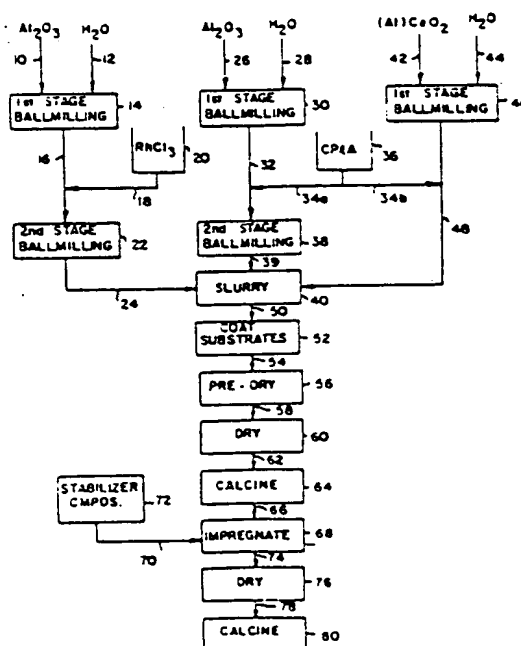 Al₂O₃ H₂O Al₂O₃ H₂O (Al)CeO₂ H₂O
10 12 26 28 42 44
1st STAGE BALLMILLING 14
1st STAGE BALLMILLING 30
1st STAGE BALLMILLING
RhCl₃ 20
CPtA 36
16 18 32 34a 34b 48
2nd STAGE BALLMILLING 22
2nd STAGE BALLMILLING 38
39
24
SLURRY 40
50
COAT SUBSTRATES 52
54
PRE-DRY 56
58
DRY 60
62
CALCINE 64
66
STABILIZER CMPDS. 72
70
IMPREGNATE 68
74
DRY 76
78
CALCINE 80